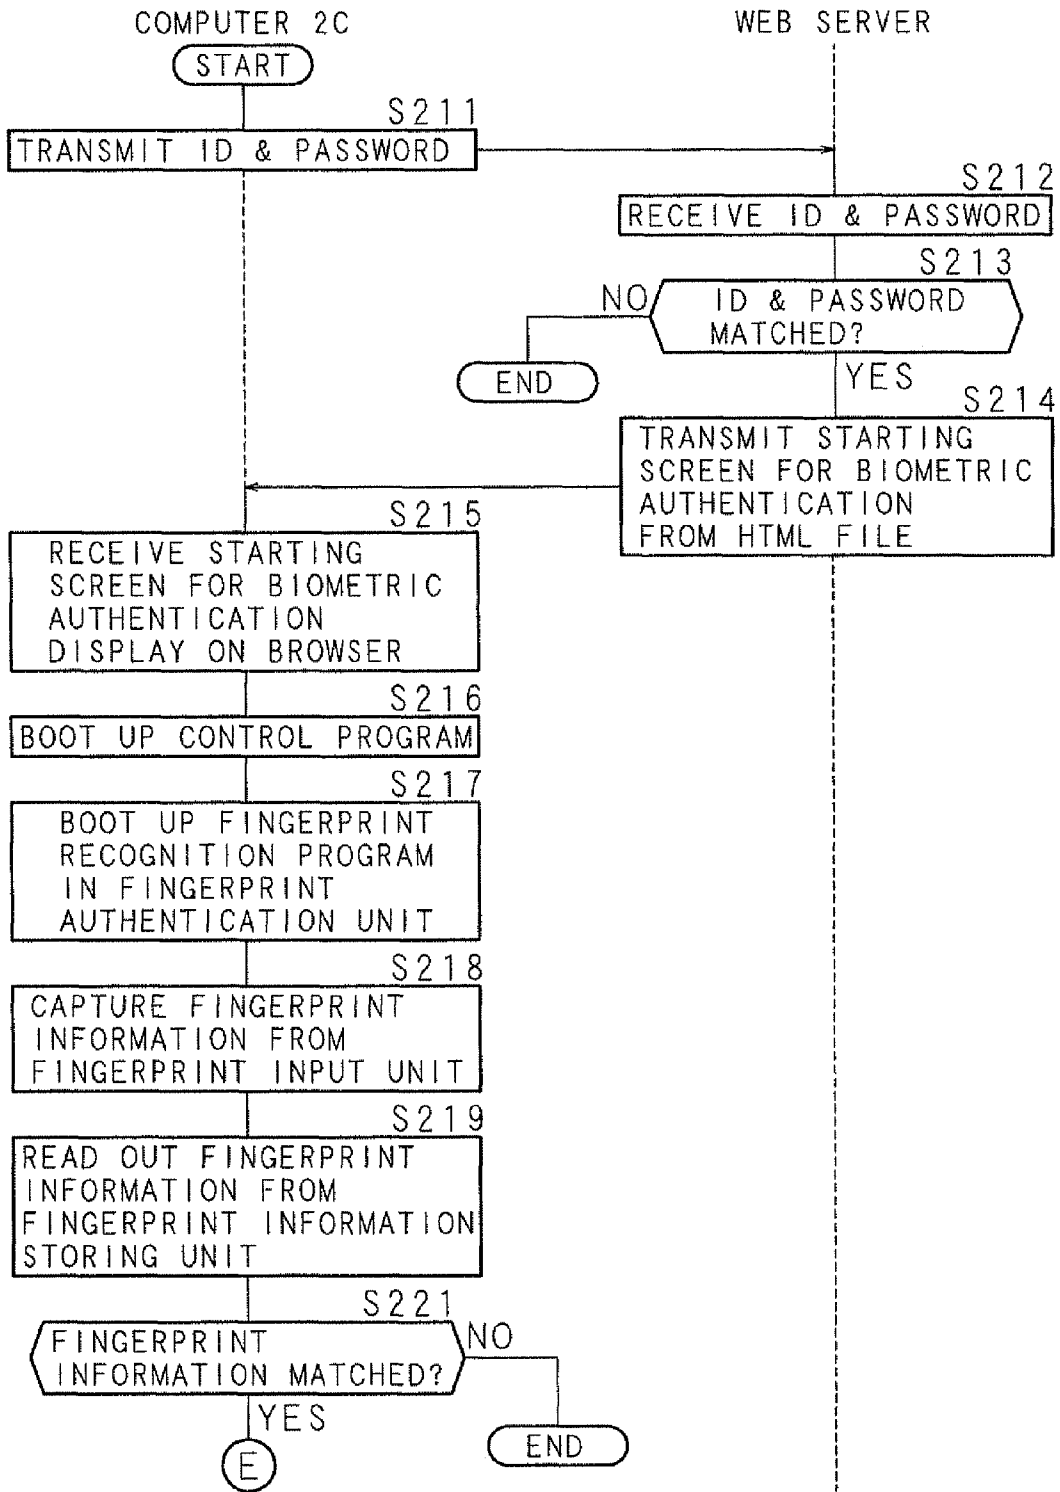 COMPUTER 2C
WEB SERVER
START
S211
TRANSMIT ID & PASSWORD
S212
RECEIVE ID & PASSWORD
S213
NO
ID & PASSWORD
MATCHED?
END
YES
S214
TRANSMIT STARTING
SCREEN FOR BIOMETRIC
AUTHENTICATION
FROM HTML FILE
S215
RECEIVE STARTING
SCREEN FOR BIOMETRIC
AUTHENTICATION
DISPLAY ON BROWSER
S216
BOOT UP CONTROL PROGRAM
S217
BOOT UP FINGERPRINT
RECOGNITION PROGRAM
IN FINGERPRINT
AUTHENTICATION UNIT
S218
CAPTURE FINGERPRINT
INFORMATION FROM
FINGERPRINT INPUT UNIT
S219
READ OUT FINGERPRINT
INFORMATION FROM
FINGERPRINT INFORMATION
STORING UNIT
S221
FINGERPRINT
INFORMATION MATCHED?
NO
YES
END
E